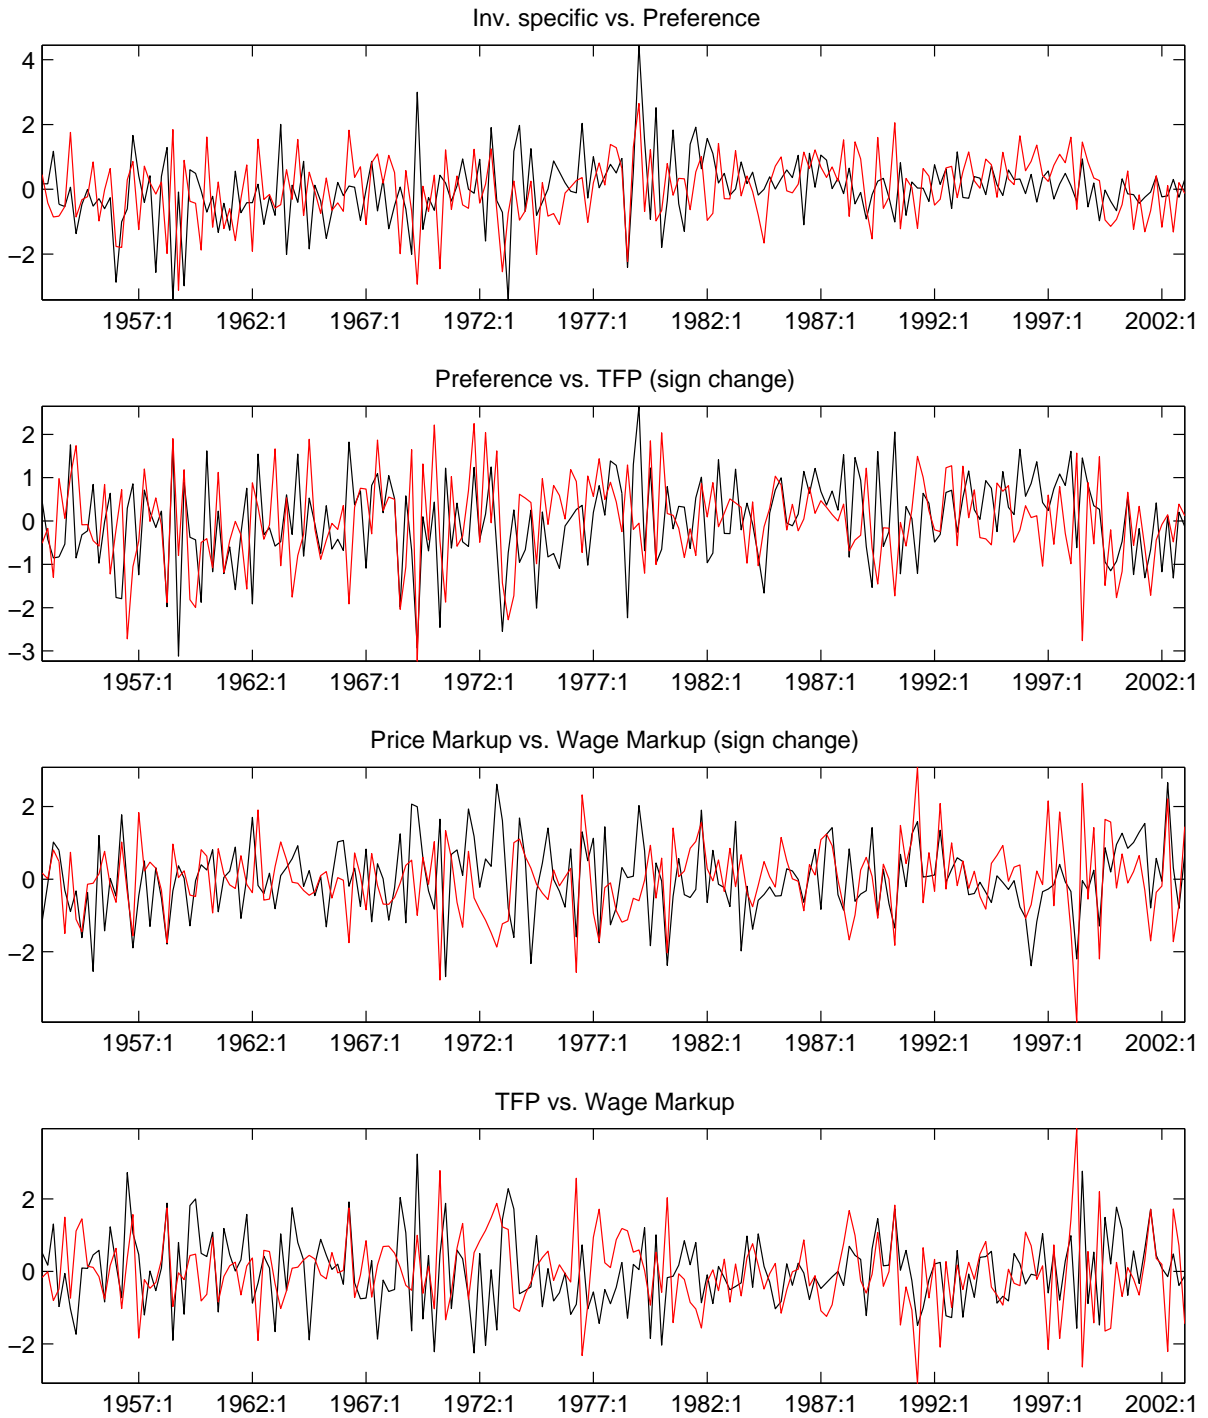 Inv. specific vs. Preference
4
2
0
−2
1957:1 1962:1 1967:1 1972:1 1977:1 1982:1 1987:1 1992:1 1997:1 2002:1
Preference vs. TFP (sign change)
2
1
0
−1
−2
−3
1957:1 1962:1 1967:1 1972:1 1977:1 1982:1 1987:1 1992:1 1997:1 2002:1
Price Markup vs. Wage Markup (sign change)
2
0
−2
1957:1 1962:1 1967:1 1972:1 1977:1 1982:1 1987:1 1992:1 1997:1 2002:1
TFP vs. Wage Markup
2
0
−2
1957:1 1962:1 1967:1 1972:1 1977:1 1982:1 1987:1 1992:1 1997:1 2002:1